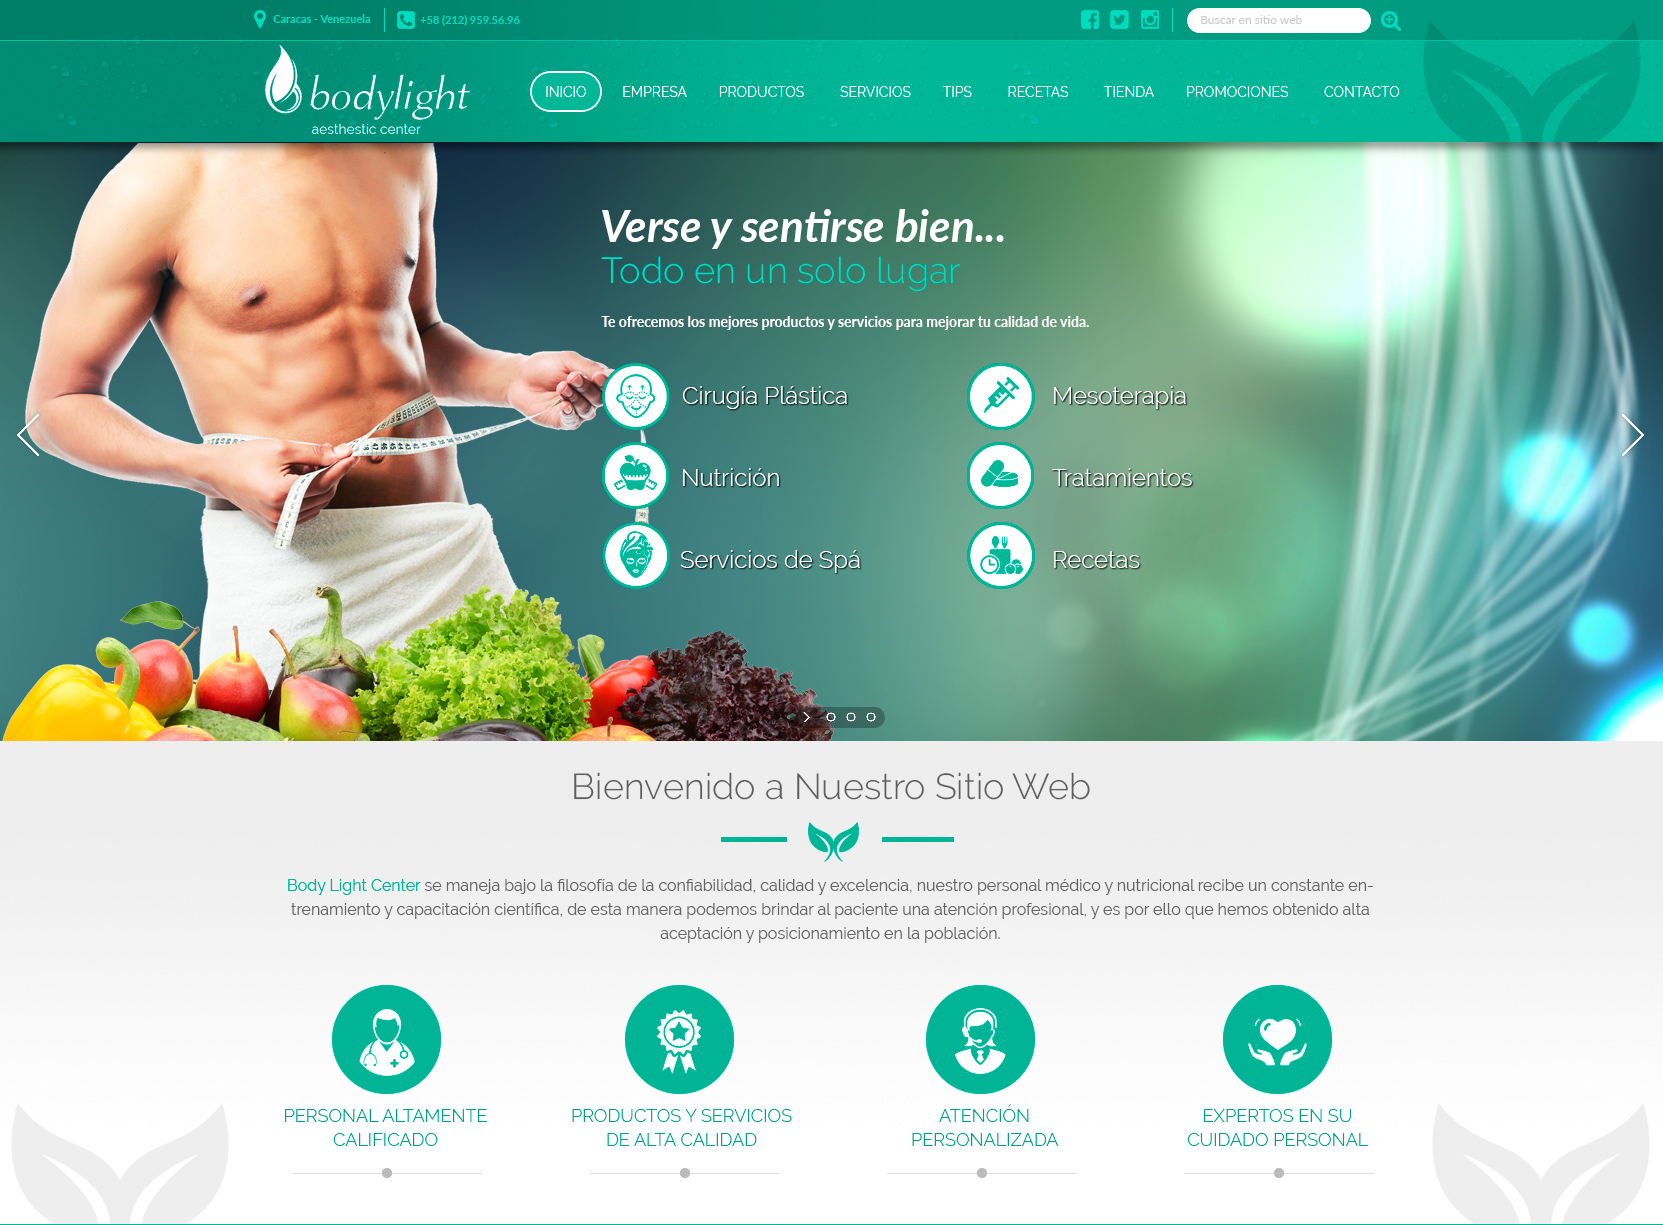 Caracas - Venezuela
+58 (212) 959.56.96
Buscar en sitio web
bodylight
aesthestic center
INICIO
EMPRESA
PRODUCTOS
SERVICIOS
TIPS
RECETAS
TIENDA
PROMOCIONES
CONTACTO
Verse y sentirse bien...
Todo en un solo lugar
Te ofrecemos los mejores productos y servicios para mejorar tu calidad de vida.
Cirugía Plástica
Mesoterapia
Nutrición
Tratamientos
Servicios de Spá
Recetas
Bienvenido a Nuestro Sitio Web
Body Light Center se maneja bajo la filosofía de la confiabilidad, calidad y excelencia, nuestro personal médico y nutricional recibe un constante en-
trenamiento y capacitación científica, de esta manera podemos brindar al paciente una atención profesional, y es por ello que hemos obtenido alta
aceptación y posicionamiento en la población.
PERSONAL ALTAMENTE
CALIFICADO
PRODUCTOS Y SERVICIOS
DE ALTA CALIDAD
ATENCIÓN
PERSONALIZADA
EXPERTOS EN SU
CUIDADO PERSONAL